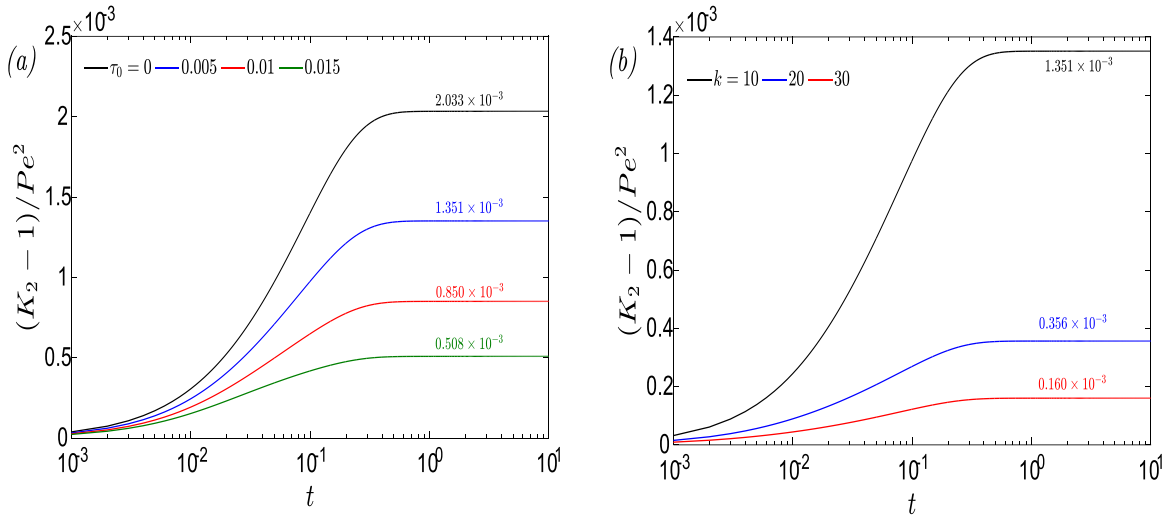 (a)
2.5 ×10⁻³
2
1.5
1
0.5
0
(K₂ − 1)/Pe²
τ₀ = 0 0.005 0.01 0.015
2.033 × 10⁻³
1.351 × 10⁻³
0.850 × 10⁻³
0.508 × 10⁻³
10⁻³ 10⁻² 10⁻¹ 10⁰ 10¹
t
(b)
1.4 ×10⁻³
1.2
1
0.8
0.6
0.4
0.2
0
(K₂ − 1)/Pe²
k = 10 20 30
1.351 × 10⁻³
0.356 × 10⁻³
0.160 × 10⁻³
10⁻³ 10⁻² 10⁻¹ 10⁰ 10¹
t